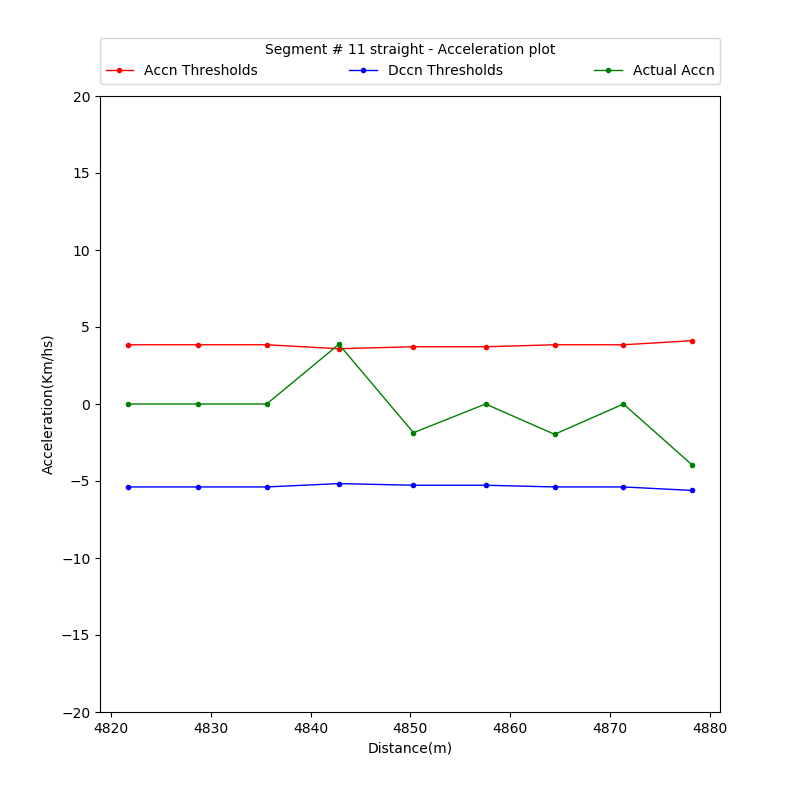 Segment # 11 straight - Acceleration plot
Accn Thresholds Dccn Thresholds Actual Accn
20
15
10
5
0
−5
−10
−15
−20
Acceleration(Km/hs)
4820 4830 4840 4850 4860 4870 4880
Distance(m)